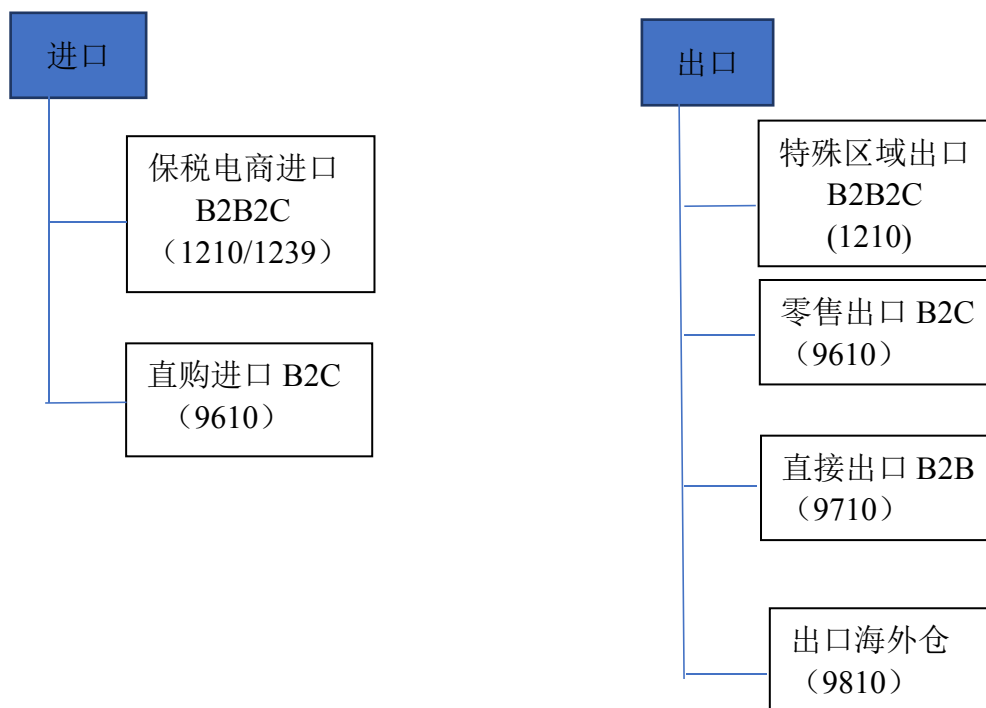 进口
保税电商进口
B2B2C
（1210/1239）
直购进口 B2C
（9610）
出口
特殊区域出口
B2B2C
(1210)
零售出口 B2C
（9610）
直接出口 B2B
（9710）
出口海外仓
（9810）